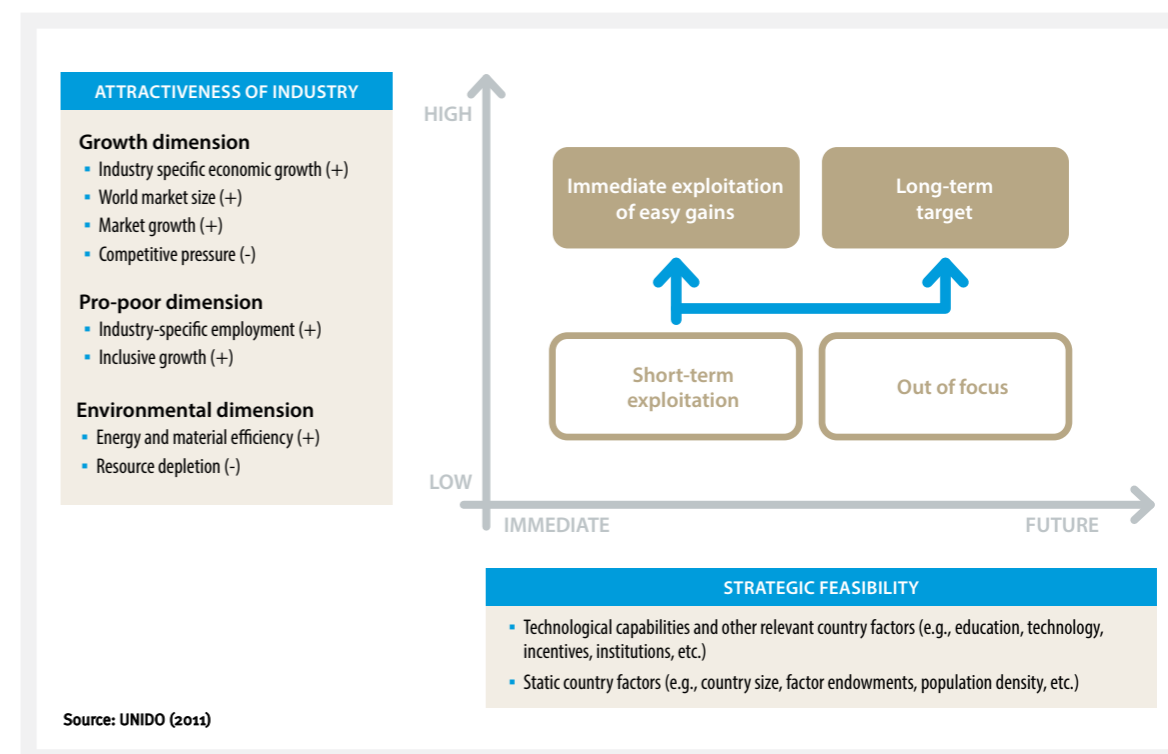 ATTRACTIVENESS OF INDUSTRY
Growth dimension
▪ Industry specific economic growth (+)
▪ World market size (+)
▪ Market growth (+)
▪ Competitive pressure (-)
Pro-poor dimension
▪ Industry-specific employment (+)
▪ Inclusive growth (+)
Environmental dimension
▪ Energy and material efficiency (+)
▪ Resource depletion (-)
HIGH
Immediate exploitation
of easy gains
Long-term
target
Short-term
exploitation
Out of focus
LOW
IMMEDIATE
FUTURE
STRATEGIC FEASIBILITY
▪ Technological capabilities and other relevant country factors (e.g., education, technology,
incentives, institutions, etc.)
▪ Static country factors (e.g., country size, factor endowments, population density, etc.)
Source: UNIDO (2011)